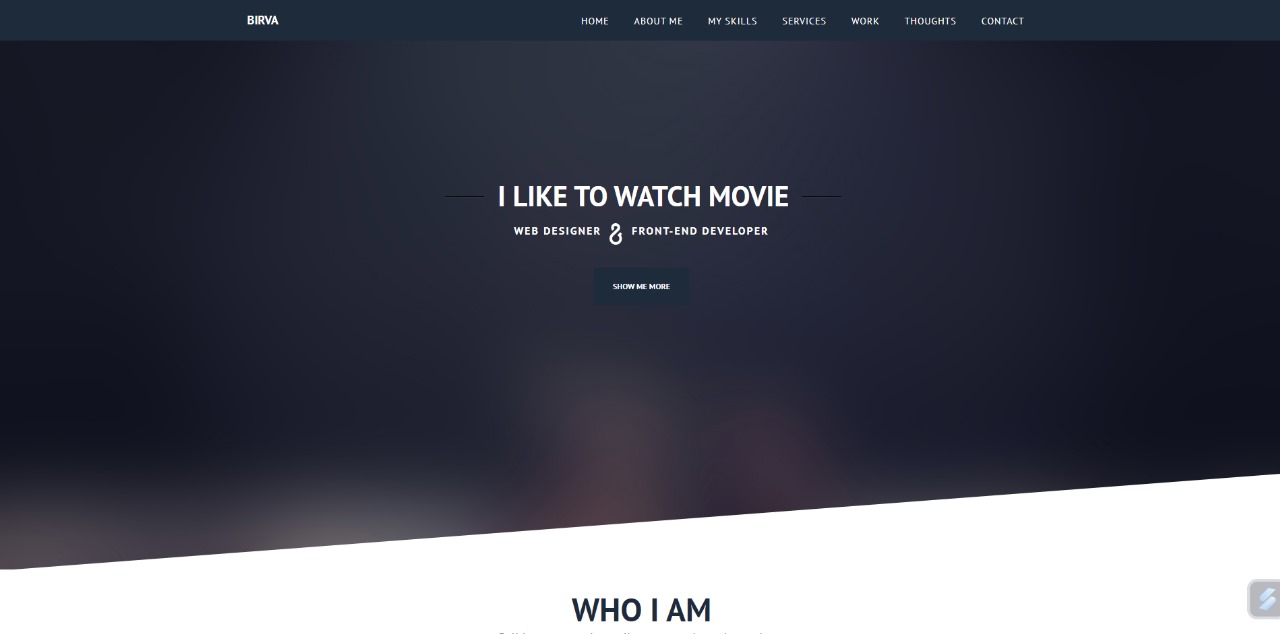 BIRVA
HOME ABOUT ME MY SKILLS SERVICES WORK THOUGHTS CONTACT
I LIKE TO WATCH MOVIE
WEB DESIGNER & FRONT-END DEVELOPER
SHOW ME MORE
WHO I AM